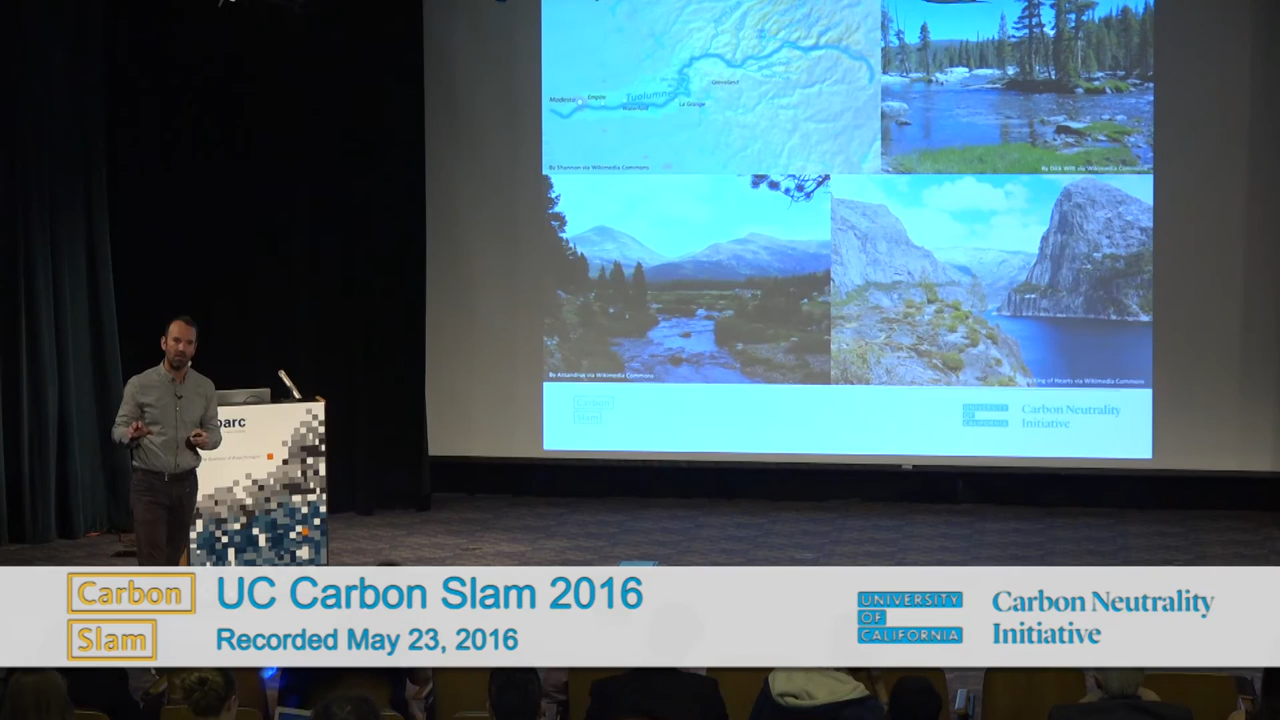 Groveland
Modesto
Empire
Tuolumne
Waterford
La Grange
By Shannon via Wikimedia Commons
By Dick Witt via Wikimedia Commons
By Aitsandrus via Wikimedia Commons
King of Hearts via Wikimedia Commons
Carbon
Slam
UNIVERSITY
OF
CALIFORNIA
Carbon Neutrality
Initiative
parc
Carbon
Slam
UC Carbon Slam 2016
Recorded May 23, 2016
UNIVERSITY
OF
CALIFORNIA
Carbon Neutrality
Initiative